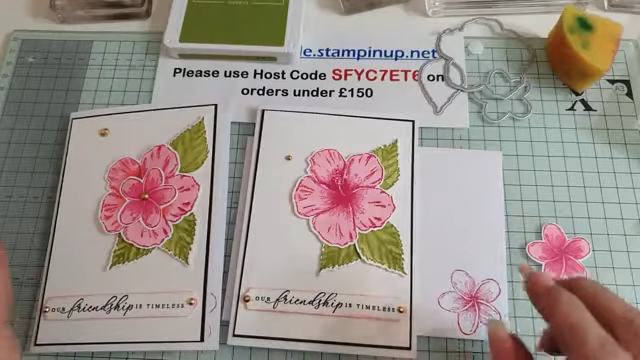 e.stampinup.net
Please use Host Code SFYC7ET6 on
orders under £150
OUR friendship IS TIMELESS
OUR friendship IS TIMELESS